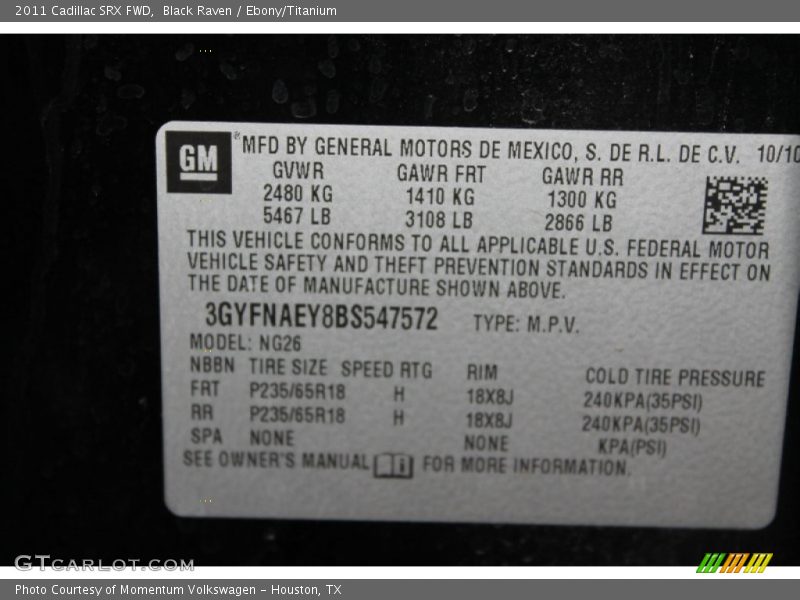 2011 Cadillac SRX FWD, Black Raven / Ebony/Titanium
GM ® MFD BY GENERAL MOTORS DE MEXICO, S. DE R.L. DE C.V. 10/10
GVWR GAWR FRT GAWR RR
2480 KG 1410 KG 1300 KG
5467 LB 3108 LB 2866 LB
THIS VEHICLE CONFORMS TO ALL APPLICABLE U.S. FEDERAL MOTOR
VEHICLE SAFETY AND THEFT PREVENTION STANDARDS IN EFFECT ON
THE DATE OF MANUFACTURE SHOWN ABOVE.
3GYFNAEY8BS547572 TYPE: M.P.V.
MODEL: NG26
NBBN TIRE SIZE SPEED RTG RIM COLD TIRE PRESSURE
FRT P235/65R18 H 18X8J 240KPA(35PSI)
RR P235/65R18 H 18X8J 240KPA(35PSI)
SPA NONE NONE KPA(PSI)
SEE OWNER'S MANUAL i FOR MORE INFORMATION.
GTCARLOT.COM
Photo Courtesy of Momentum Volkswagen - Houston, TX